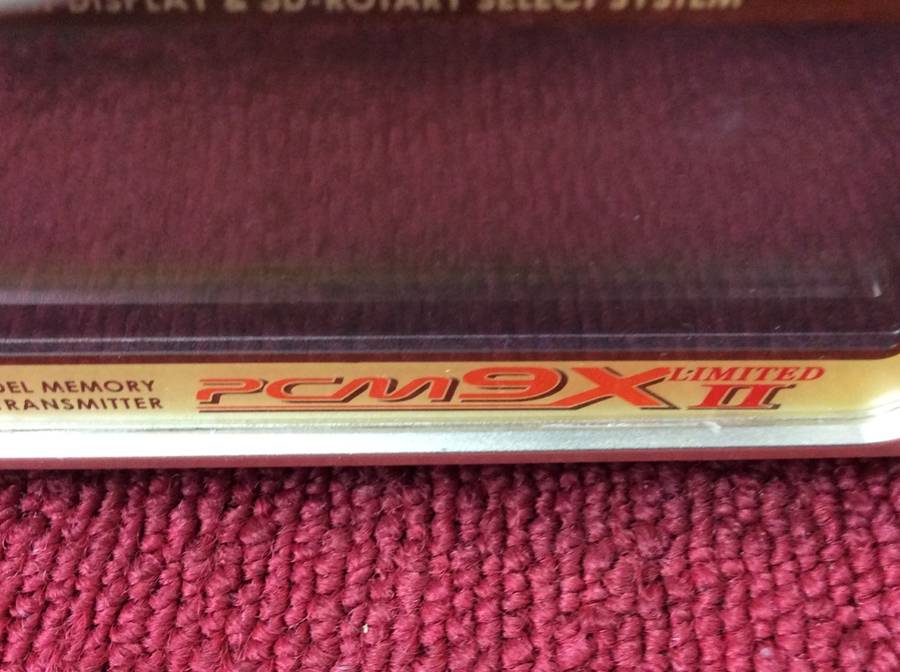 DISPLAY & 3D-ROTARY SELECT SYSTEM
DEL MEMORY
RANSMITTER
PCM9X II
LIMITED